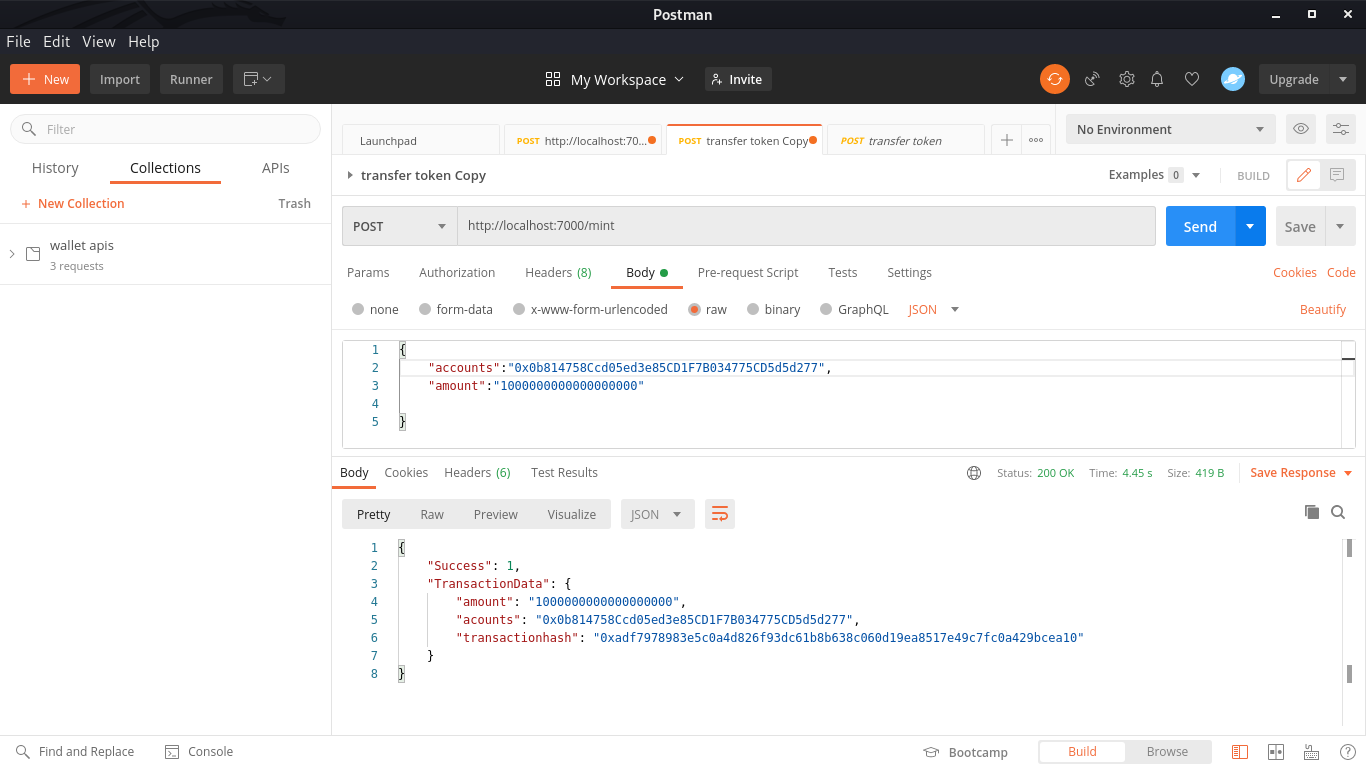 Postman
File Edit View Help
New Import Runner My Workspace Invite Upgrade
Filter
History Collections APIs
New Collection Trash
wallet apis
3 requests
Launchpad POST http://localhost:70... POST transfer token Copy POST transfer token No Environment
transfer token Copy Examples 0 BUILD
POST http://localhost:7000/mint Send Save
Params Authorization Headers (8) Body Pre-request Script Tests Settings Cookies Code
none form-data x-www-form-urlencoded raw binary GraphQL JSON Beautify
1 {
2 "accounts":"0x0b814758Ccd05ed3e85CD1F7B034775CD5d5d277",
3 "amount":"1000000000000000000"
4
5 }
Body Cookies Headers (6) Test Results Status: 200 OK Time: 4.45 s Size: 419 B Save Response
Pretty Raw Preview Visualize JSON
1 {
2 "Success": 1,
3 "TransactionData": {
4 "amount": "1000000000000000000",
5 "acounts": "0x0b814758Ccd05ed3e85CD1F7B034775CD5d5d277",
6 "transactionhash": "0xadf7978983e5c0a4d826f93dc61b8b638c060d19ea8517e49c7fc0a429bcea10"
7 }
8 }
Find and Replace Console Bootcamp Build Browse